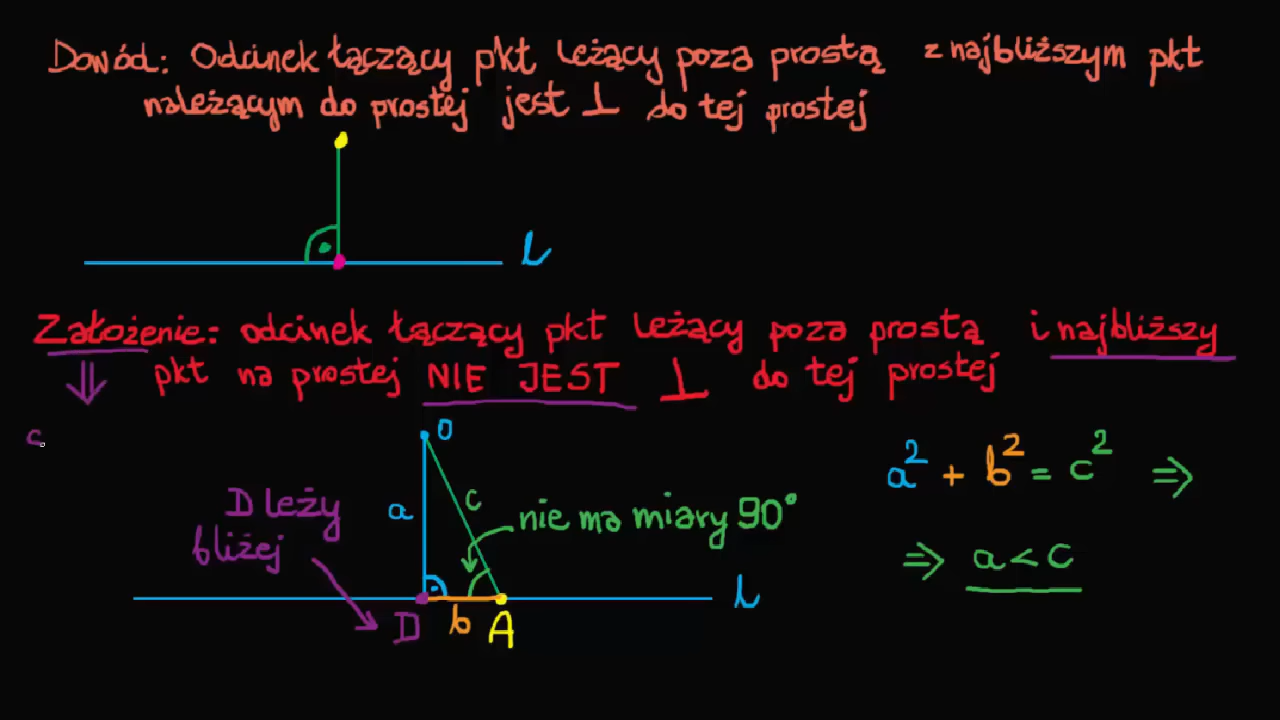 Dowód: Odcinek łączący pkt leżący poza prostą z najbliższym pkt
należącym do prostej jest ⊥ do tej prostej
L
Założenie: odcinek łączący pkt leżący poza prostą i najbliższy
pkt na prostej NIE JEST ⊥ do tej prostej
c
O
a² + b² = c² ⇒
D leży
bliżej
a
c
nie ma miary 90°
⇒ a < c
L
D
b
A